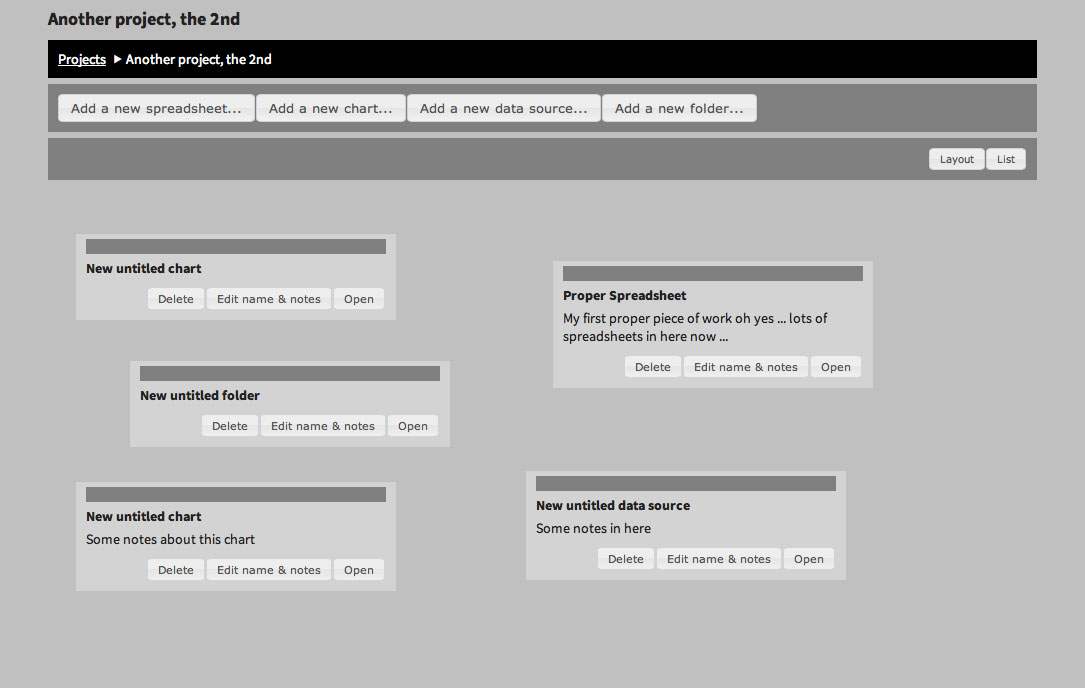 Another project, the 2nd
Projects ▶ Another project, the 2nd
Add a new spreadsheet... Add a new chart... Add a new data source... Add a new folder...
Layout List
New untitled chart
Delete Edit name & notes Open
Proper Spreadsheet
My first proper piece of work oh yes ... lots of
spreadsheets in here now ...
Delete Edit name & notes Open
New untitled folder
Delete Edit name & notes Open
New untitled chart
Some notes about this chart
Delete Edit name & notes Open
New untitled data source
Some notes in here
Delete Edit name & notes Open